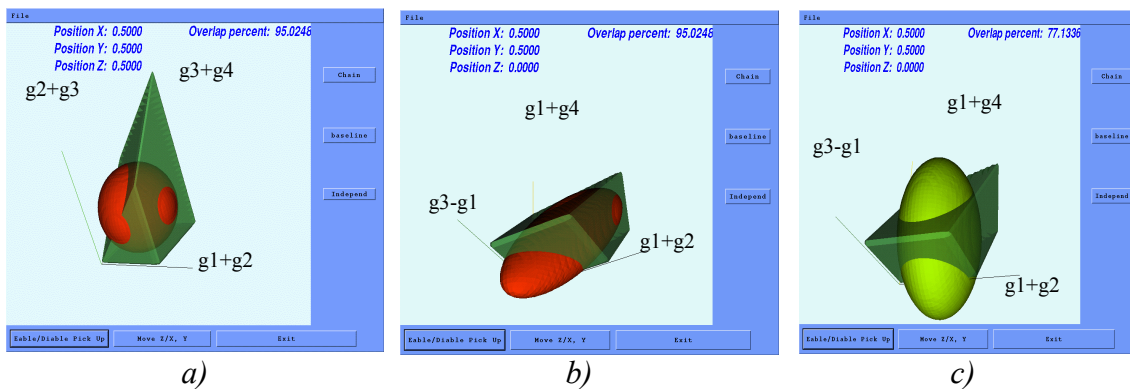 File
Position X: 0.5000 Overlap percent: 95.0248
Position Y: 0.5000
Position Z: 0.5000
g3+g4
g2+g3
g1+g2
Chain
baseline
Independ
Eable/Diable Pick Up Move Z/X, Y Exit
a)
File
Position X: 0.5000 Overlap percent: 95.0248
Position Y: 0.5000
Position Z: 0.0000
g1+g4
g3-g1
g1+g2
Chain
baseline
Independ
Eable/Diable Pick Up Move Z/X, Y Exit
b)
File
Position X: 0.5000 Overlap percent: 77.1336
Position Y: 0.5000
Position Z: 0.0000
g1+g4
g3-g1
g1+g2
Chain
baseline
Independ
Eable/Diable Pick Up Move Z/X, Y Exit
c)